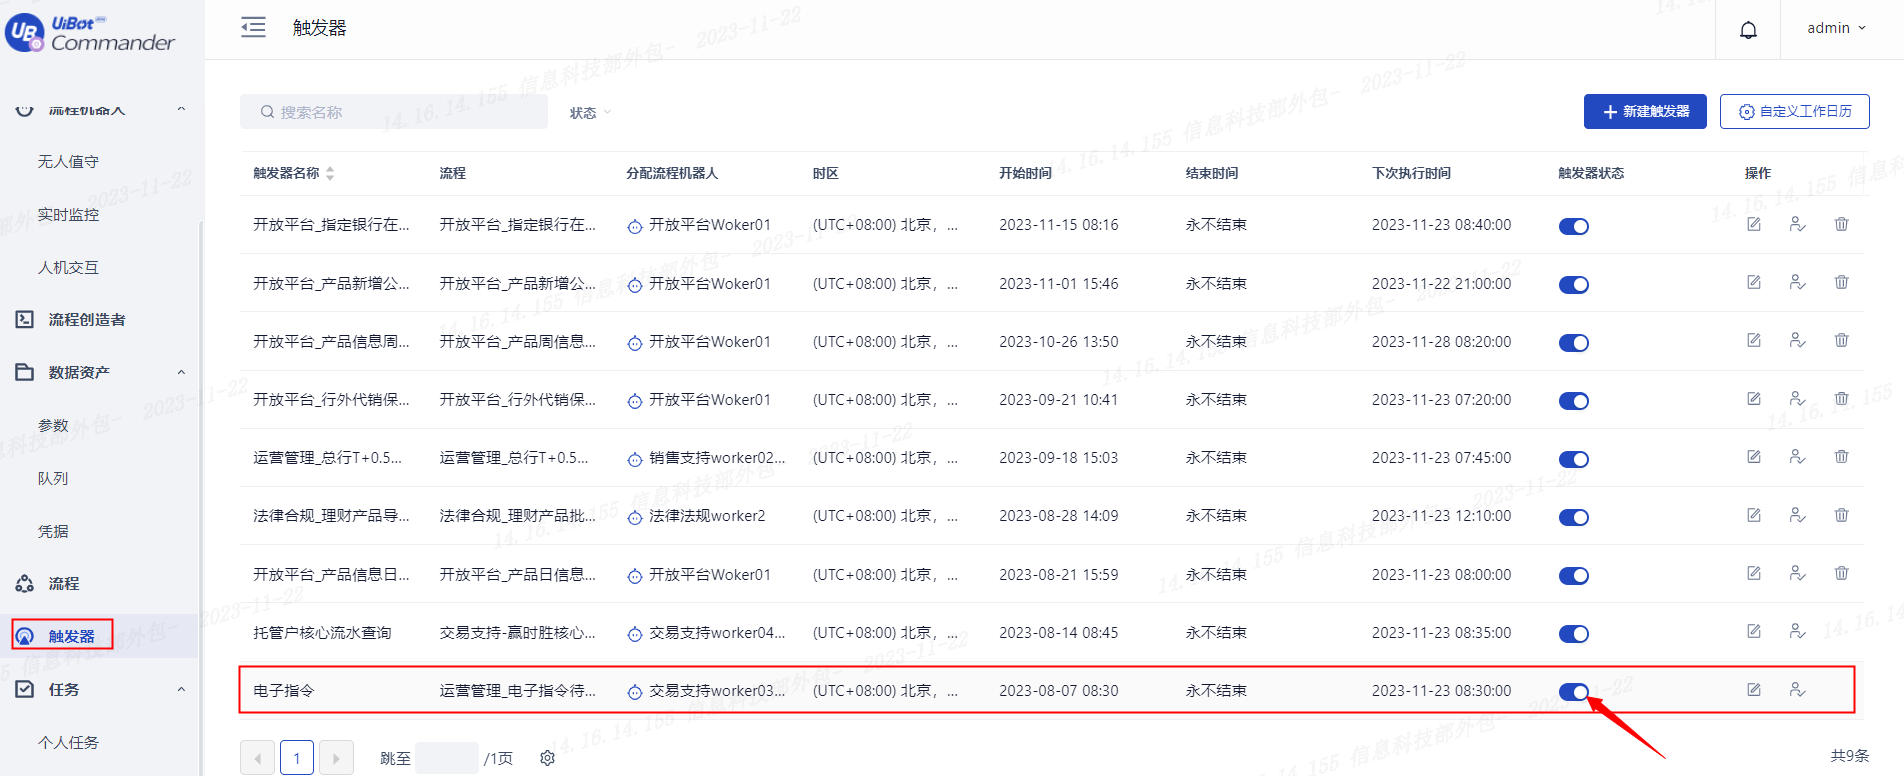 UiBot
Commander
触发器
admin
流程机器人
无人值守
实时监控
人机交互
流程创造者
数据资产
参数
队列
凭据
流程
触发器
任务
个人任务
搜索名称
状态
新建触发器
自定义工作日历
触发器名称 流程 分配流程机器人 时区 开始时间 结束时间 下次执行时间 触发器状态 操作
开放平台_指定银行在... 开放平台_指定银行在... 开放平台Woker01 (UTC+08:00) 北京，... 2023-11-15 08:16 永不结束 2023-11-23 08:40:00
开放平台_产品新增公... 开放平台_产品新增公... 开放平台Woker01 (UTC+08:00) 北京，... 2023-11-01 15:46 永不结束 2023-11-22 21:00:00
开放平台_产品信息周... 开放平台_产品周信息... 开放平台Woker01 (UTC+08:00) 北京，... 2023-10-26 13:50 永不结束 2023-11-28 08:20:00
开放平台_行外代销保... 开放平台_行外代销保... 开放平台Woker01 (UTC+08:00) 北京，... 2023-09-21 10:41 永不结束 2023-11-23 07:20:00
运营管理_总行T+0.5... 运营管理_总行T+0.5... 销售支持worker02... (UTC+08:00) 北京，... 2023-09-18 15:03 永不结束 2023-11-23 07:45:00
法律合规_理财产品导... 法律合规_理财产品批... 法律法规worker2 (UTC+08:00) 北京，... 2023-08-28 14:09 永不结束 2023-11-23 12:10:00
开放平台_产品信息日... 开放平台_产品日信息... 开放平台Woker01 (UTC+08:00) 北京，... 2023-08-21 15:59 永不结束 2023-11-23 08:00:00
托管户核心流水查询 交易支持-赢时胜核心... 交易支持worker04... (UTC+08:00) 北京，... 2023-08-14 08:45 永不结束 2023-11-23 08:35:00
电子指令 运营管理_电子指令待... 交易支持worker03... (UTC+08:00) 北京，... 2023-08-07 08:30 永不结束 2023-11-23 08:30:00
1 跳至 /1页
共9条
14.16.14.155 信息科技部外包- 2023-11-22